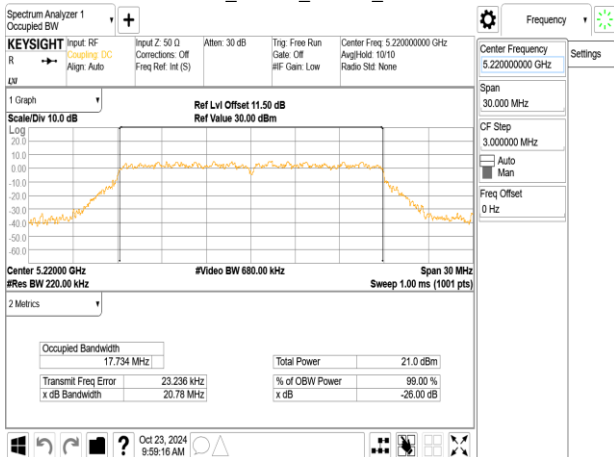 Spectrum Analyzer 1
Occupied BW
+
Frequency
KEYSIGHT
R
LXI
Input: RF
Coupling: DC
Align: Auto
Input Z: 50 Ω
Corrections: Off
Freq Ref: Int (S)
Atten: 30 dB
Trig: Free Run
Gate: Off
#IF Gain: Low
Center Freq: 5.220000000 GHz
Avg|Hold: 10/10
Radio Std: None
Center Frequency
5.220000000 GHz
Settings
Span
30.000 MHz
CF Step
3.000000 MHz
Auto
Man
Freq Offset
0 Hz
1 Graph
Scale/Div 10.0 dB
Ref Lvl Offset 11.50 dB
Ref Value 30.00 dBm
Log
20.0
10.0
0.00
-10.0
-20.0
-30.0
-40.0
-50.0
-60.0
Center 5.22000 GHz
#Res BW 220.00 kHz
#Video BW 680.00 kHz
Span 30 MHz
Sweep 1.00 ms (1001 pts)
2 Metrics
Occupied Bandwidth
17.734 MHz
Total Power 21.0 dBm
Transmit Freq Error 23.236 kHz
% of OBW Power 99.00 %
x dB Bandwidth 20.78 MHz
x dB -26.00 dB
?
Oct 23, 2024
9:59:16 AM